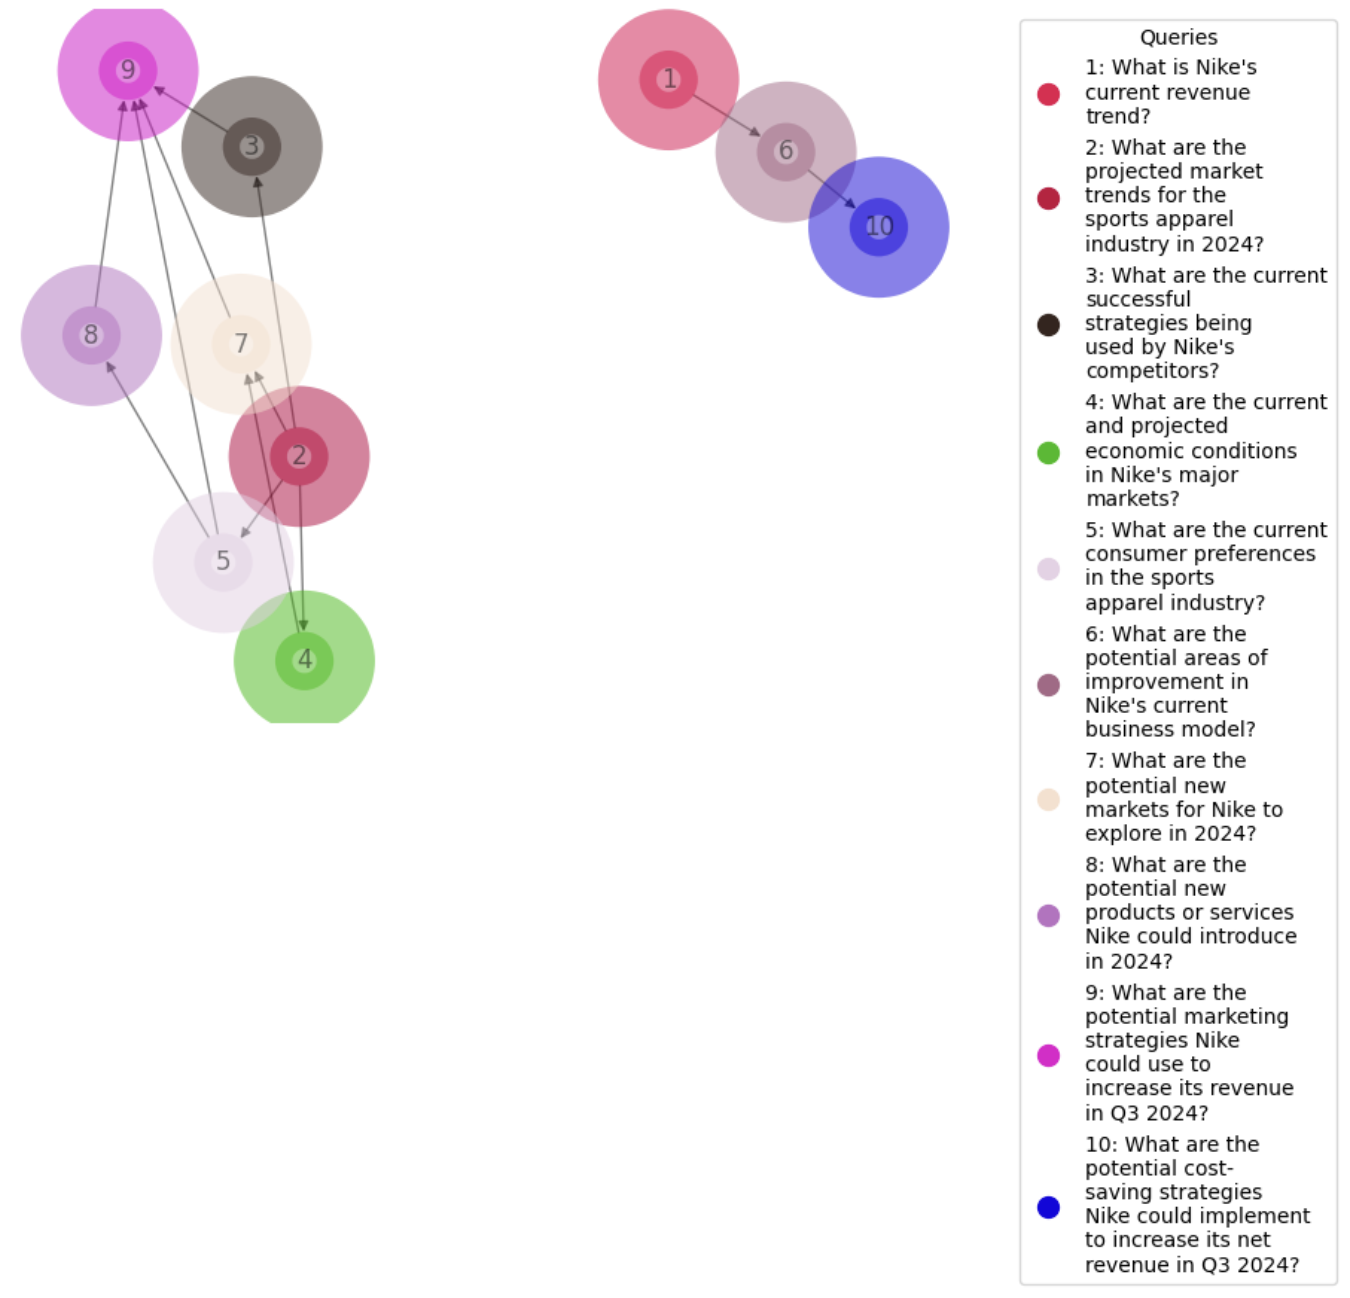 9
3
8
7
2
5
4
1
6
10
Queries
1: What is Nike's
current revenue
trend?
2: What are the
projected market
trends for the
sports apparel
industry in 2024?
3: What are the current
successful
strategies being
used by Nike's
competitors?
4: What are the current
and projected
economic conditions
in Nike's major
markets?
5: What are the current
consumer preferences
in the sports
apparel industry?
6: What are the
potential areas of
improvement in
Nike's current
business model?
7: What are the
potential new
markets for Nike to
explore in 2024?
8: What are the
potential new
products or services
Nike could introduce
in 2024?
9: What are the
potential marketing
strategies Nike
could use to
increase its revenue
in Q3 2024?
10: What are the
potential cost-
saving strategies
Nike could implement
to increase its net
revenue in Q3 2024?